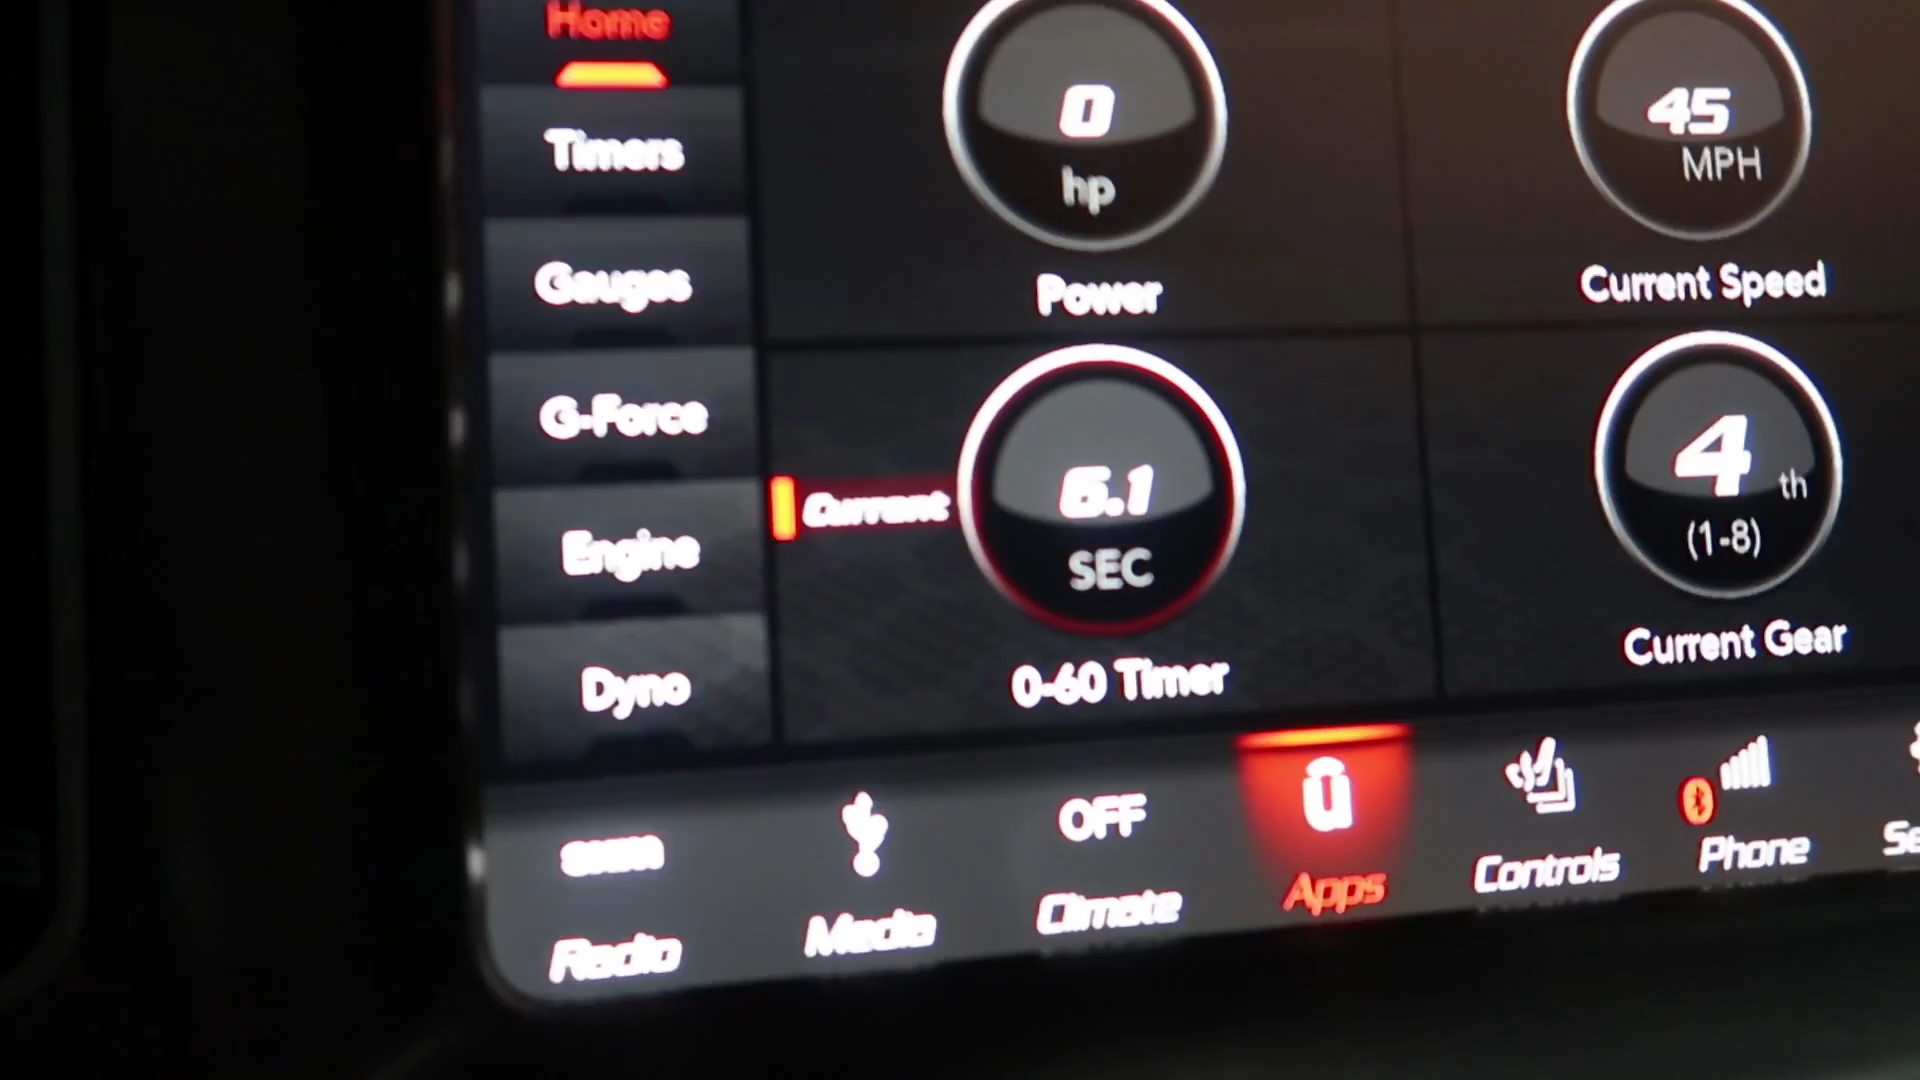 Home
Timers
Gauges
G-Force
Engine
Dyno
0
hp
Power
45
MPH
Current Speed
Current
6.1
SEC
0-60 Timer
4 th
(1-8)
Current Gear
Radio
Media
OFF
Climate
Apps
Controls
Phone